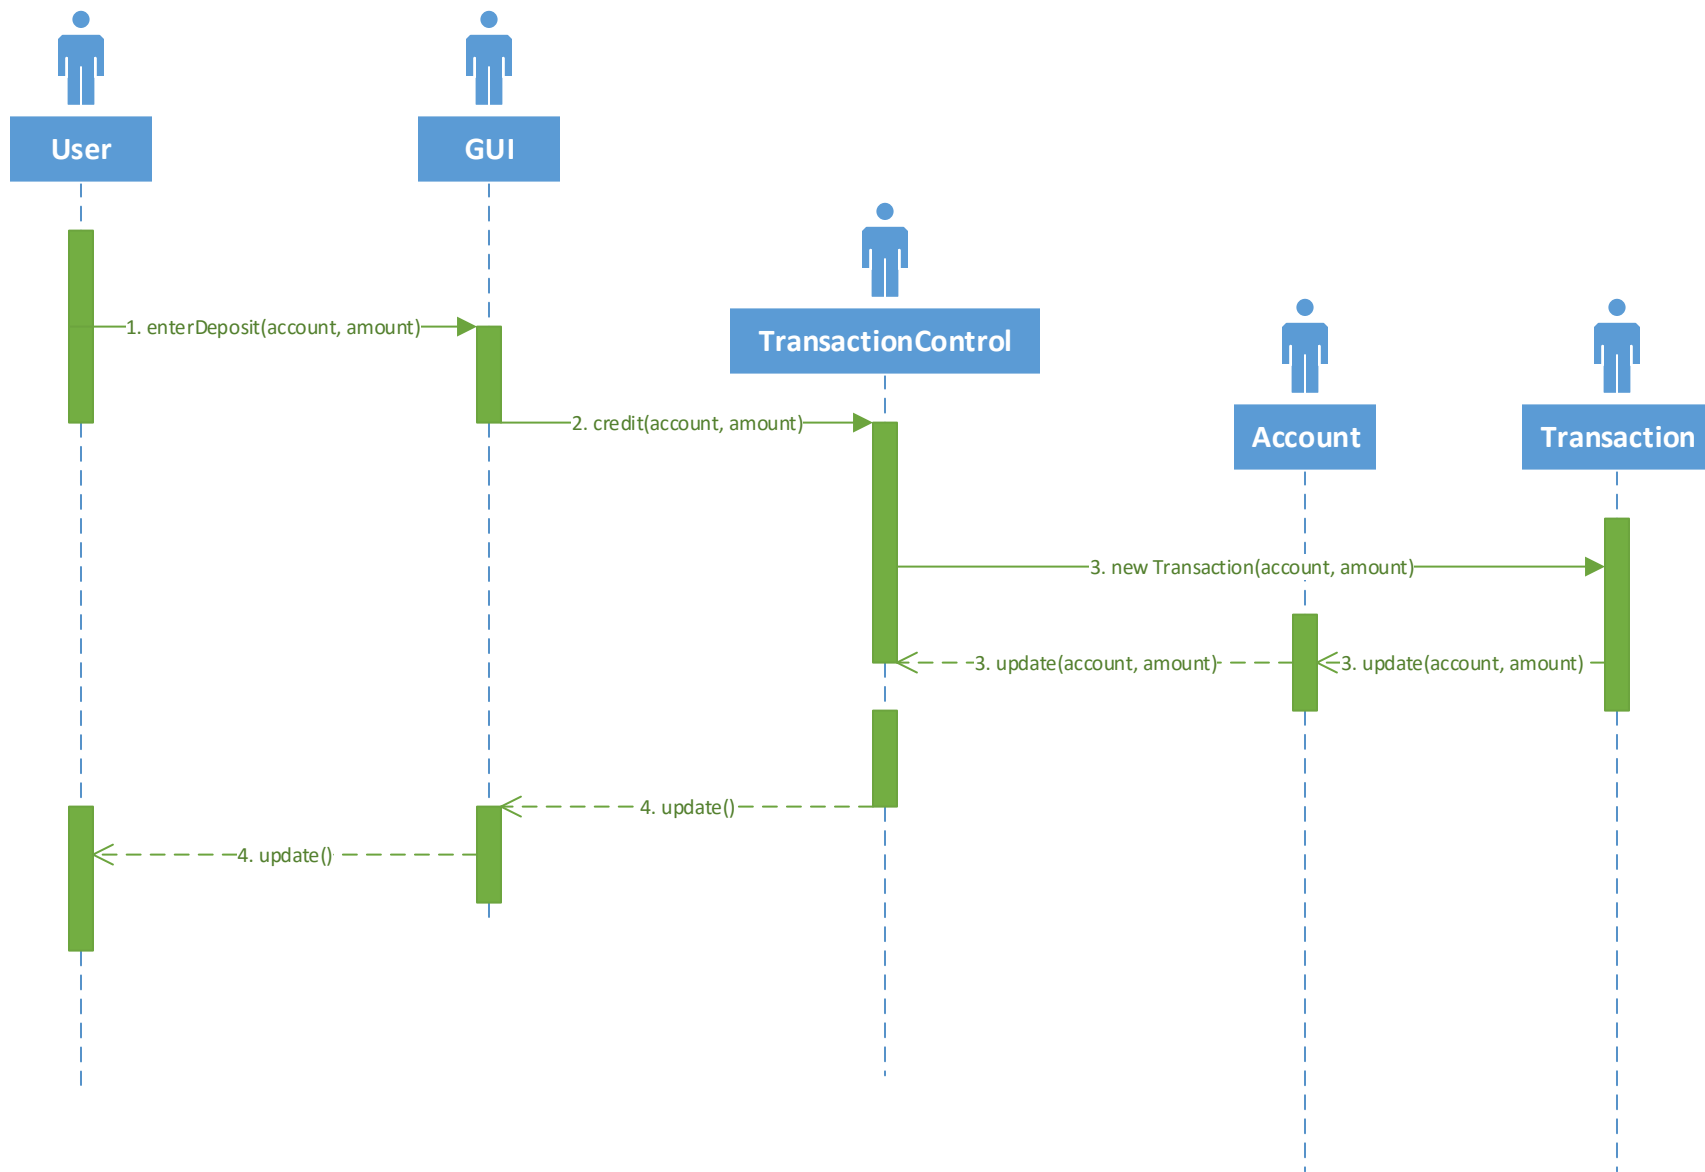 User
GUI
1. enterDeposit(account, amount)
TransactionControl
2. credit(account, amount)
Account
Transaction
3. new Transaction(account, amount)
3. update(account, amount)
3. update(account, amount)
4. update()
4. update()